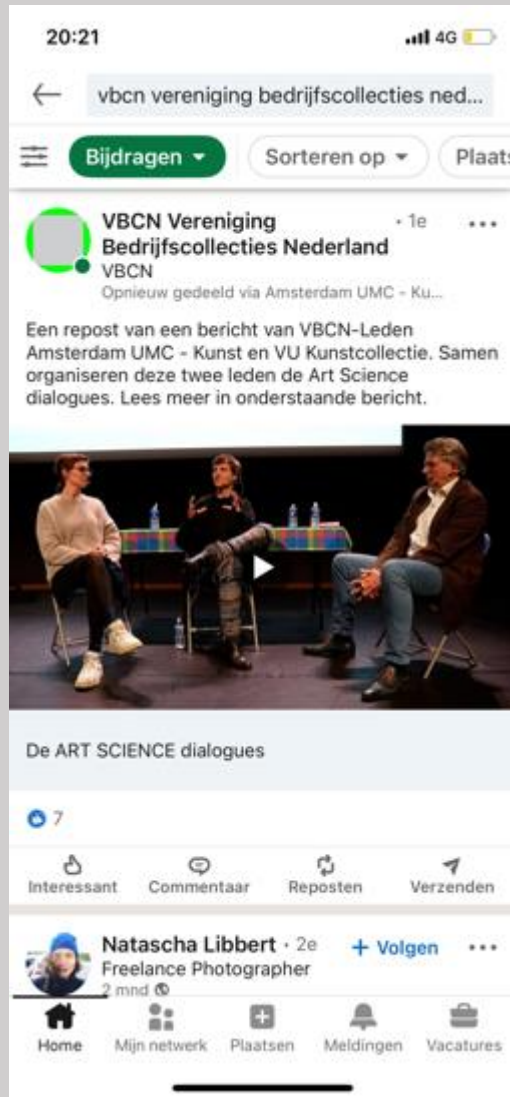 20:21
4G
vbcn vereniging bedrijfscollecties ned...
Bijdragen
Sorteren op
Plaats
VBCN Vereniging • 1e
Bedrijfscollecties Nederland
VBCN
Opnieuw gedeeld via Amsterdam UMC - Ku...
Een repost van een bericht van VBCN-Leden
Amsterdam UMC - Kunst en VU Kunstcollectie. Samen
organiseren deze twee leden de Art Science
dialogues. Lees meer in onderstaande bericht.
De ART SCIENCE dialogues
7
Interessant
Commentaar
Reposten
Verzenden
Natascha Libbert • 2e
+ Volgen
Freelance Photographer
2 mnd
Home
Mijn netwerk
Plaatsen
Meldingen
Vacatures